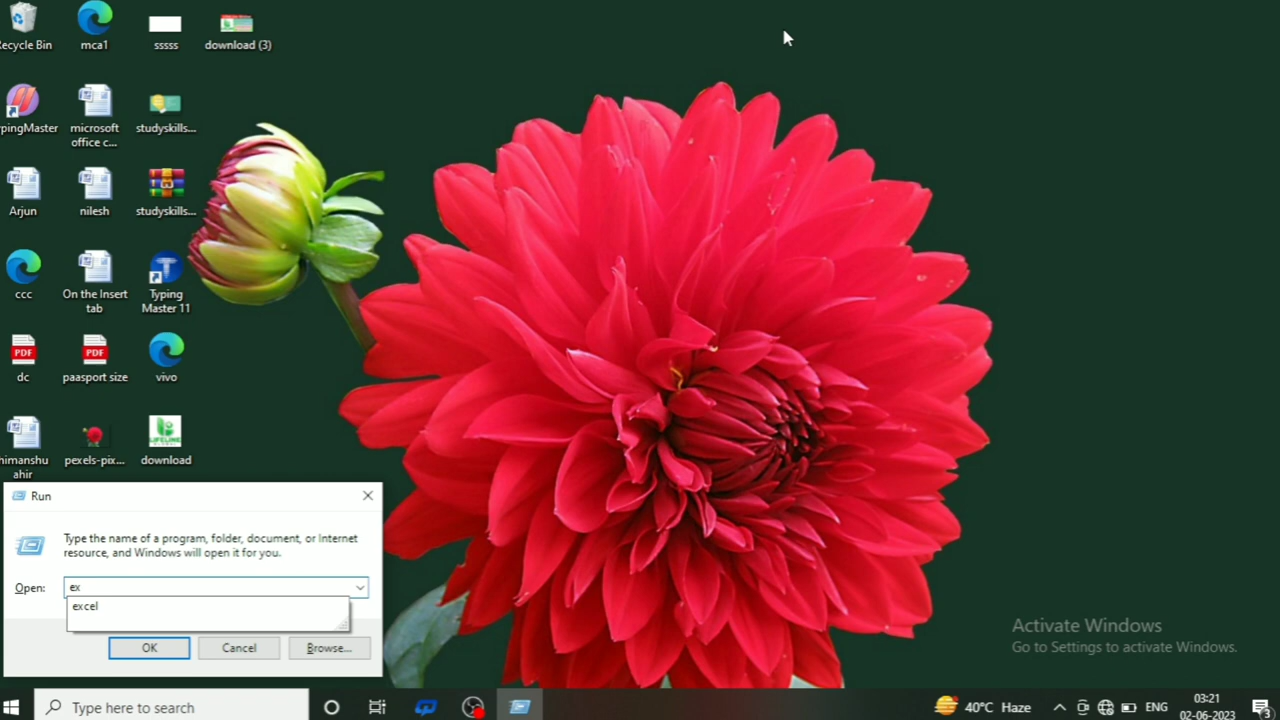 ecycle Bin
mca1
sssss
download (3)
ypingMaster
microsoft
office c...
studyskills...
Arjun
nilesh
studyskills...
ccc
On the Insert
tab
Typing
Master 11
PDF
dc
PDF
paasport size
vivo
himanshu
ahir
pexels-pix...
LIFELINE
download
Run
Type the name of a program, folder, document, or Internet
resource, and Windows will open it for you.
Open:
ex
excel
OK
Cancel
Browse...
Activate Windows
Go to Settings to activate Windows.
Type here to search
40°C Haze
ENG
03:21
02-06-2023
3